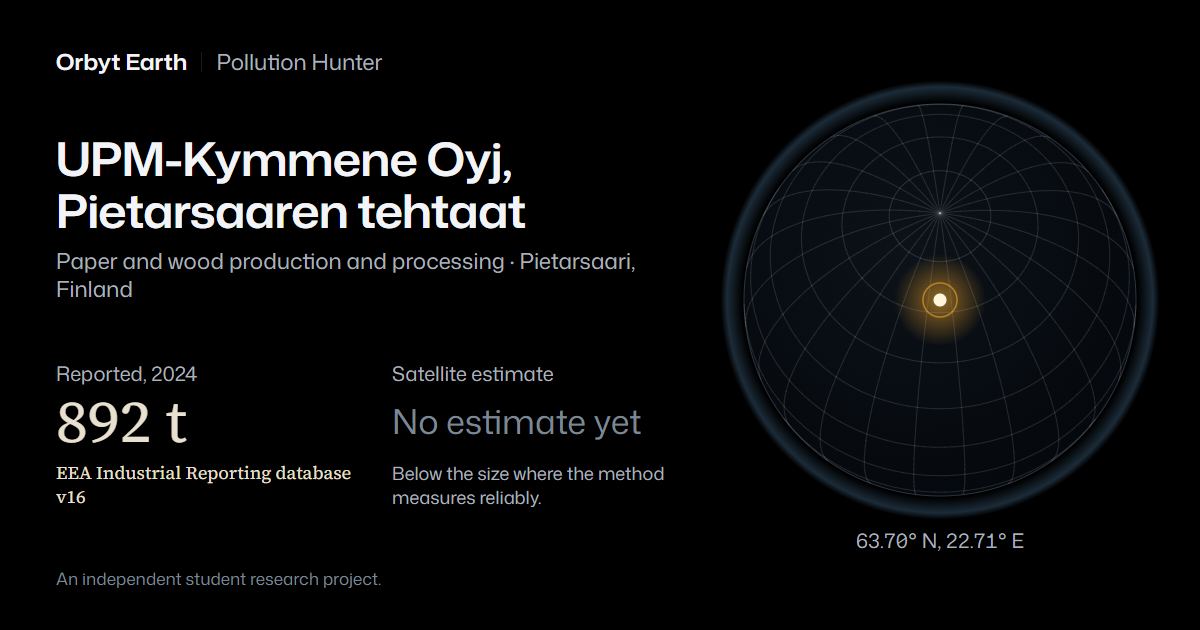 Orbyt Earth | Pollution Hunter
UPM-Kymmene Oyj,
Pietarsaaren tehtaat
Paper and wood production and processing · Pietarsaari,
Finland
Reported, 2024
892 t
EEA Industrial Reporting database
v16
Satellite estimate
No estimate yet
Below the size where the method
measures reliably.
63.70° N, 22.71° E
An independent student research project.